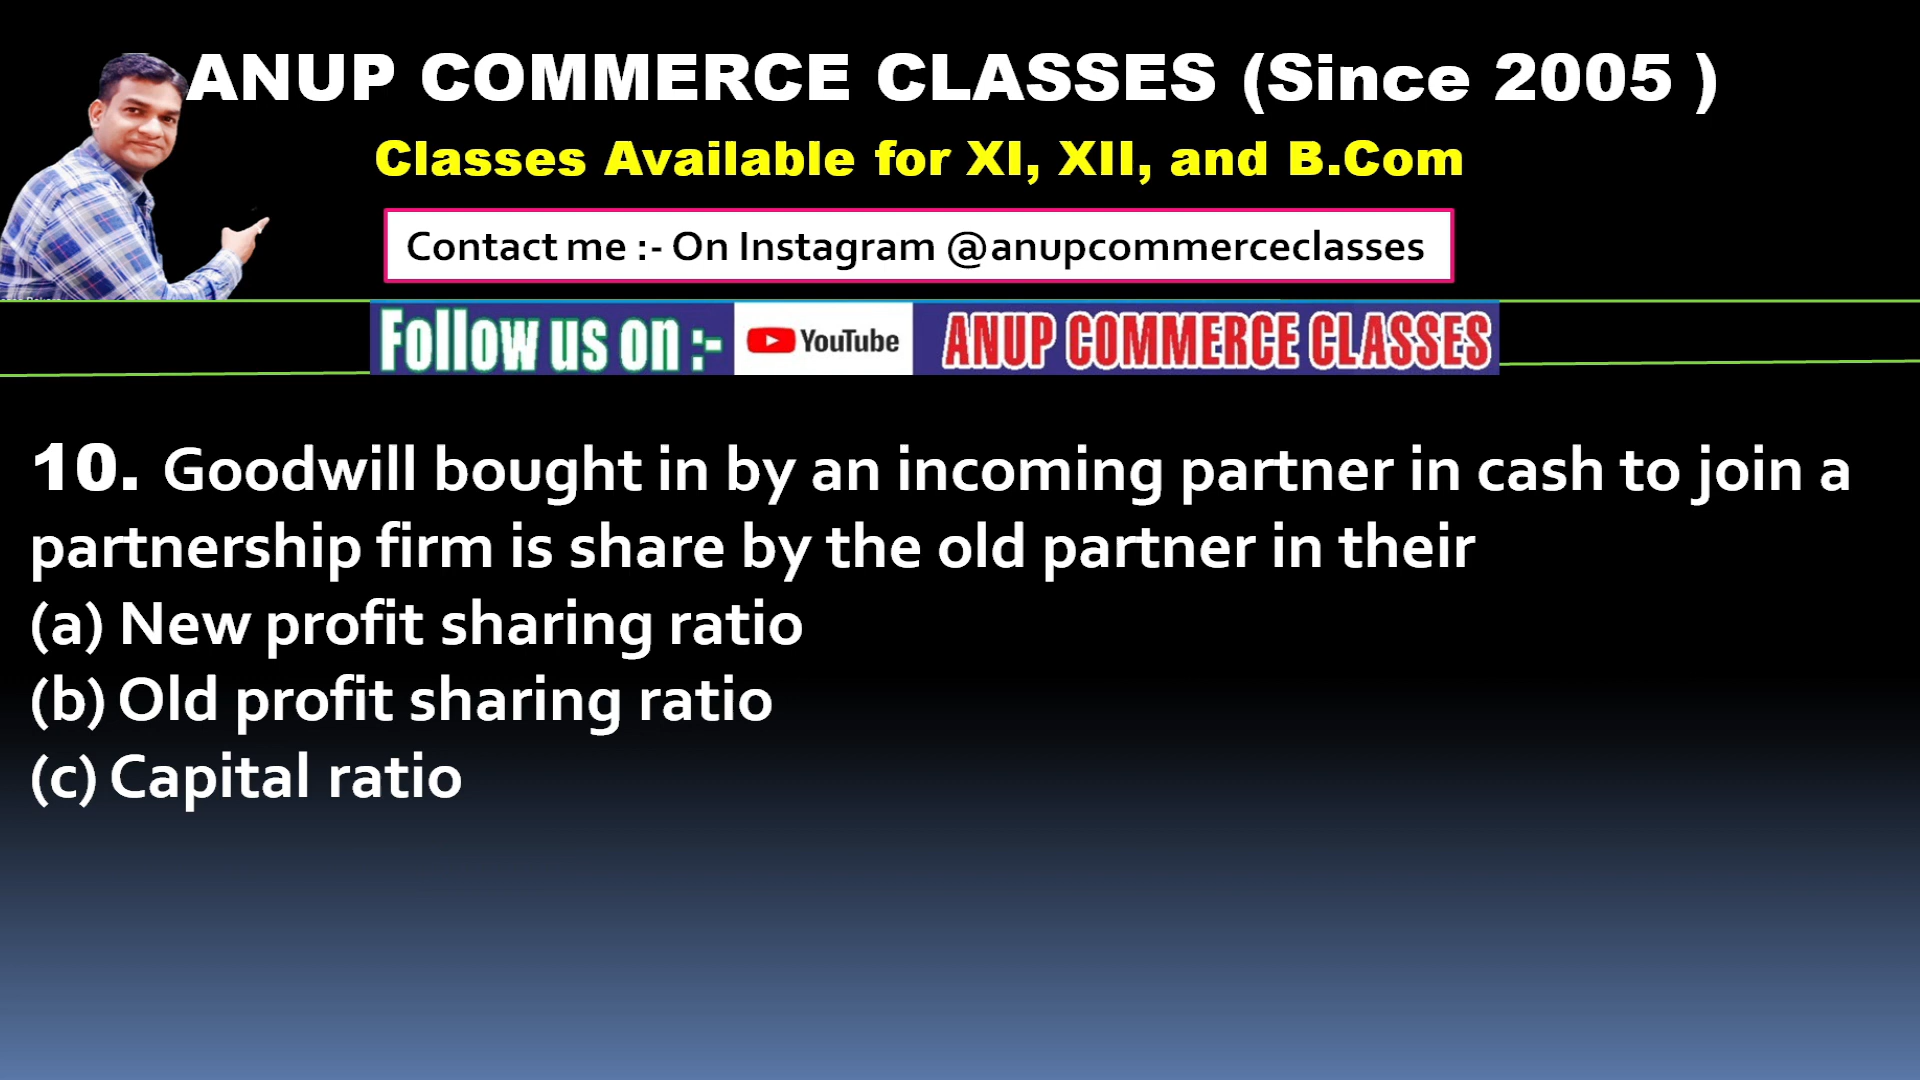 ANUP COMMERCE CLASSES (Since 2005 )
Classes Available for XI, XII, and B.Com
Contact me :- On Instagram @anupcommerceclasses
Follow us on :- YouTube ANUP COMMERCE CLASSES
10. Goodwill bought in by an incoming partner in cash to join a
partnership firm is share by the old partner in their
(a) New profit sharing ratio
(b) Old profit sharing ratio
(c) Capital ratio